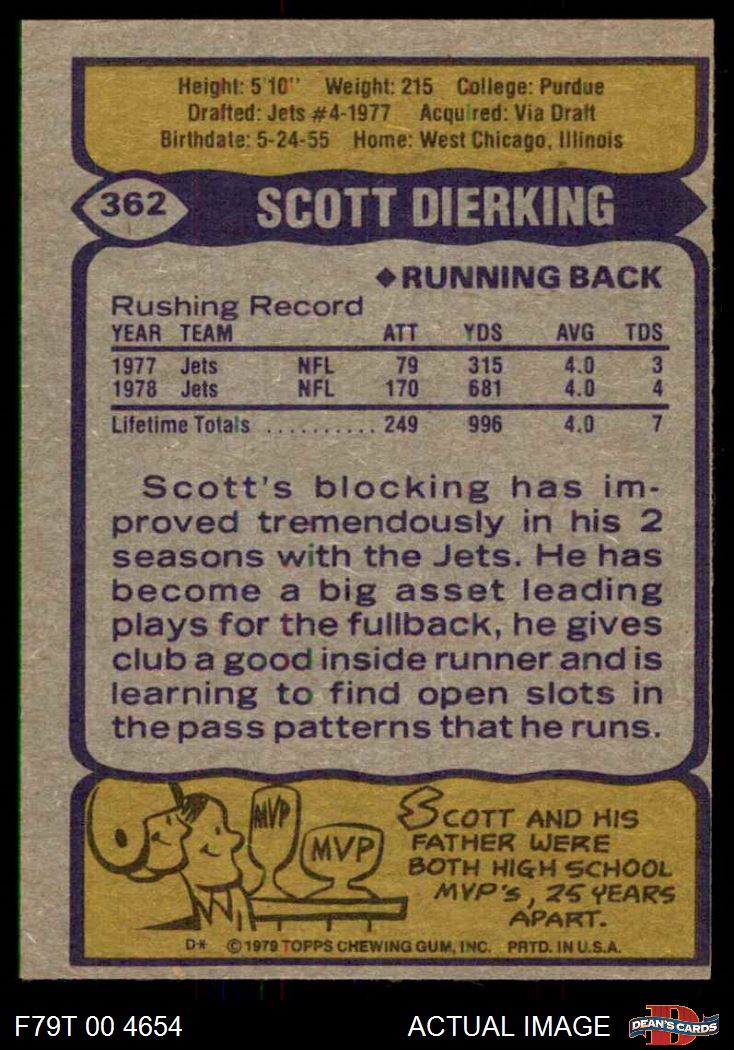 Height: 5'10" Weight: 215 College: Purdue
Drafted: Jets #4-1977 Acquired: Via Draft
Birthdate: 5-24-55 Home: West Chicago, Illinois
362 SCOTT DIERKING
◆RUNNING BACK
Rushing Record
YEAR TEAM ATT YDS AVG TDS
1977 Jets NFL 79 315 4.0 3
1978 Jets NFL 170 681 4.0 4
Lifetime Totals .......... 249 996 4.0 7
Scott's blocking has im-
proved tremendously in his 2
seasons with the Jets. He has
become a big asset leading
plays for the fullback, he gives
club a good inside runner and is
learning to find open slots in
the pass patterns that he runs.
MVP
MVP
SCOTT AND HIS
FATHER WERE
BOTH HIGH SCHOOL
MVP's, 25 YEARS
APART.
D* © 1979 TOPPS CHEWING GUM, INC. PRTD. IN U.S.A.
F79T 00 4654 ACTUAL IMAGE D DEAN'S CARDS